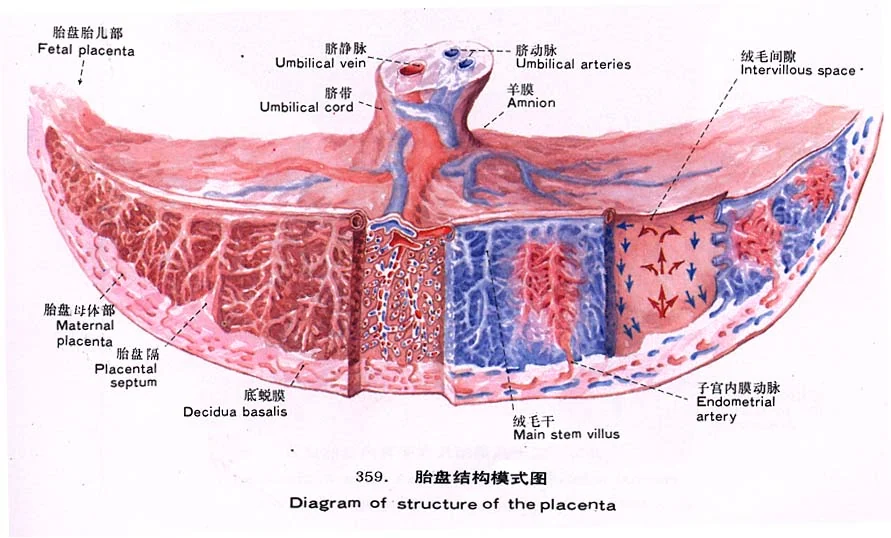 胎盘胎儿部
Fetal placenta
脐静脉
Umbilical vein
脐动脉
Umbilical arteries
绒毛间隙
Intervillous space
脐带
Umbilical cord
羊膜
Amnion
胎盘母体部
Maternal
placenta
胎盘隔
Placental
septum
底蜕膜
Decidua basalis
绒毛干
Main stem villus
子宫内膜动脉
Endometrial
artery
359. 胎盘结构模式图
Diagram of structure of the placenta